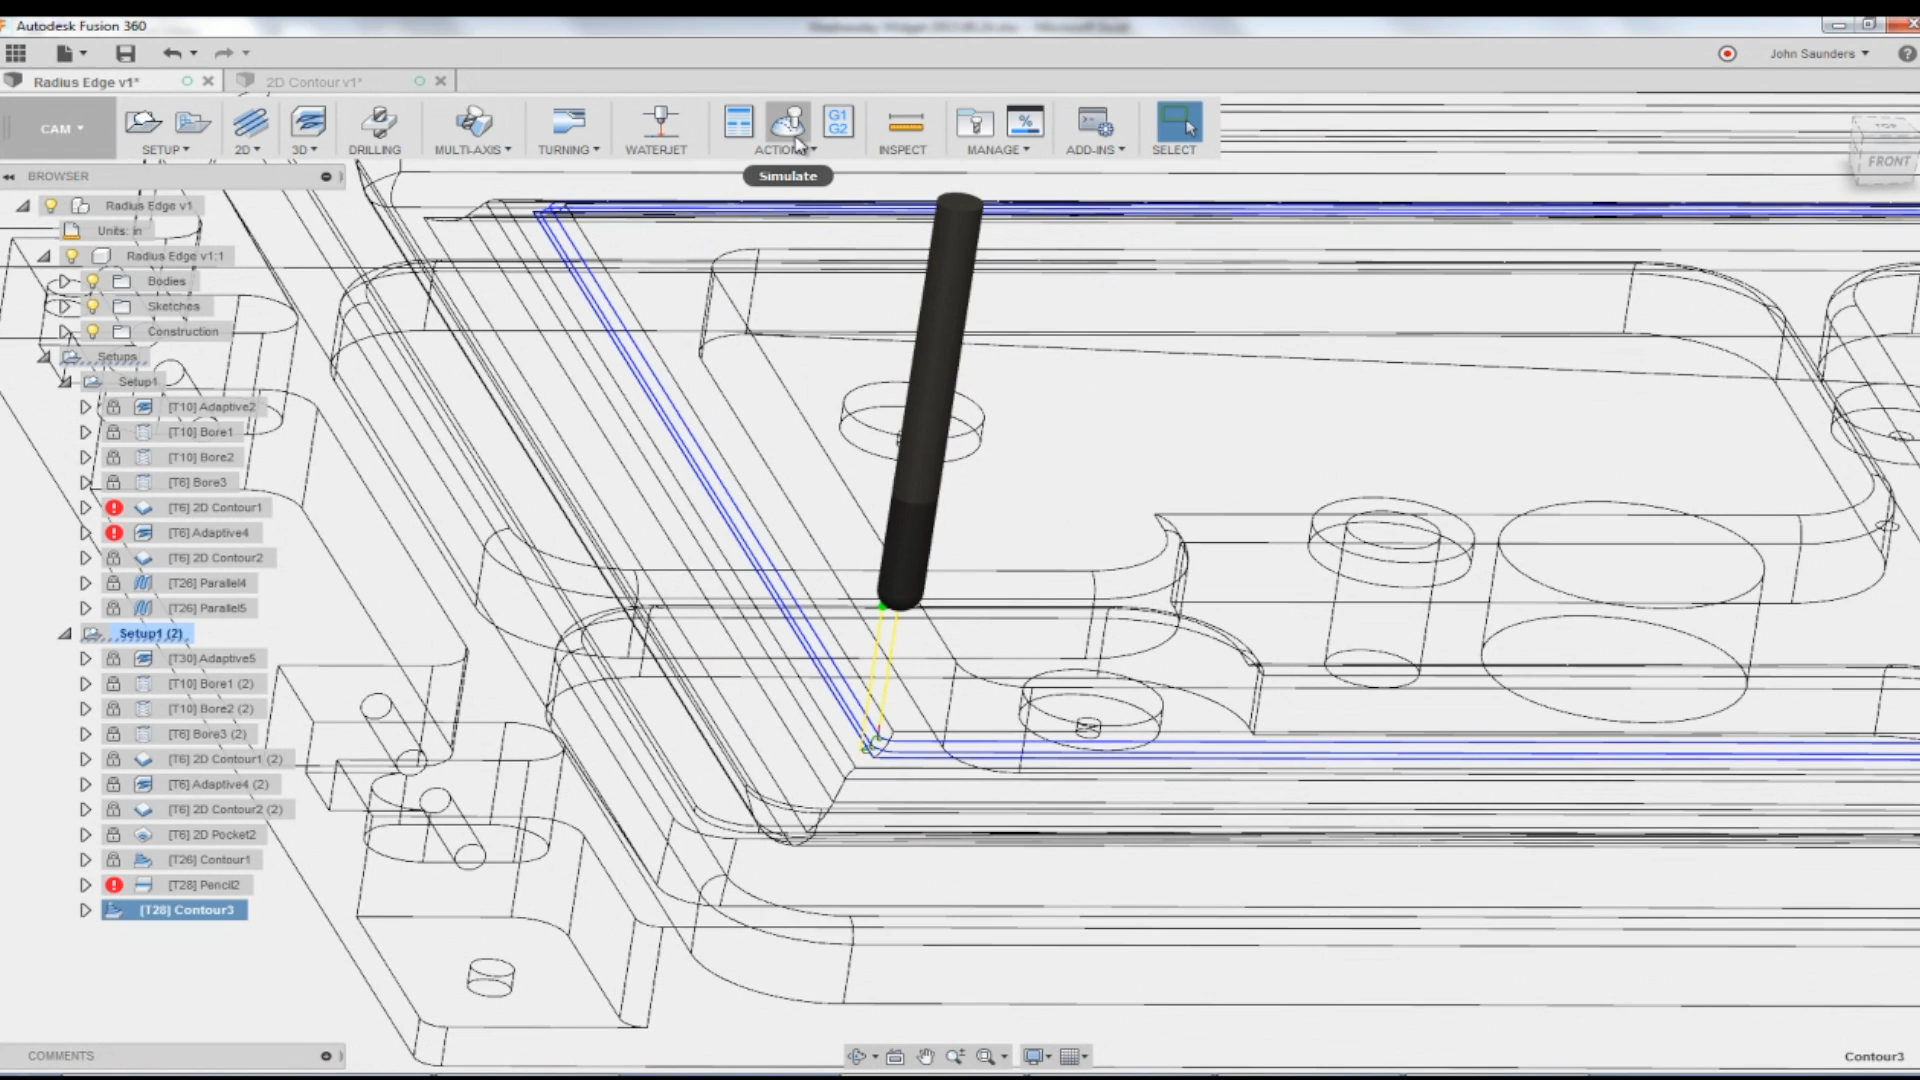 Autodesk Fusion 360
John Saunders
Radius Edge v1*
2D Contour v1*
CAM
SETUP
2D
3D
DRILLING
MULTI-AXIS
TURNING
WATERJET
G1
G2
ACTIONS
INSPECT
MANAGE
ADD-INS
SELECT
Simulate
TOP
FRONT
BROWSER
Radius Edge v1
Units: in
Radius Edge v1:1
Bodies
Sketches
Construction
Setups
Setup1
[T10] Adaptive2
[T10] Bore1
[T10] Bore2
[T6] Bore3
[T6] 2D Contour1
[T6] Adaptive4
[T6] 2D Contour2
[T26] Parallel4
[T26] Parallel5
Setup1 (2)
[T30] Adaptive5
[T10] Bore1 (2)
[T10] Bore2 (2)
[T6] Bore3 (2)
[T6] 2D Contour1 (2)
[T6] Adaptive4 (2)
[T6] 2D Contour2 (2)
[T6] 2D Pocket2
[T26] Contour1
[T28] Pencil2
[T28] Contour3
COMMENTS
Contour3